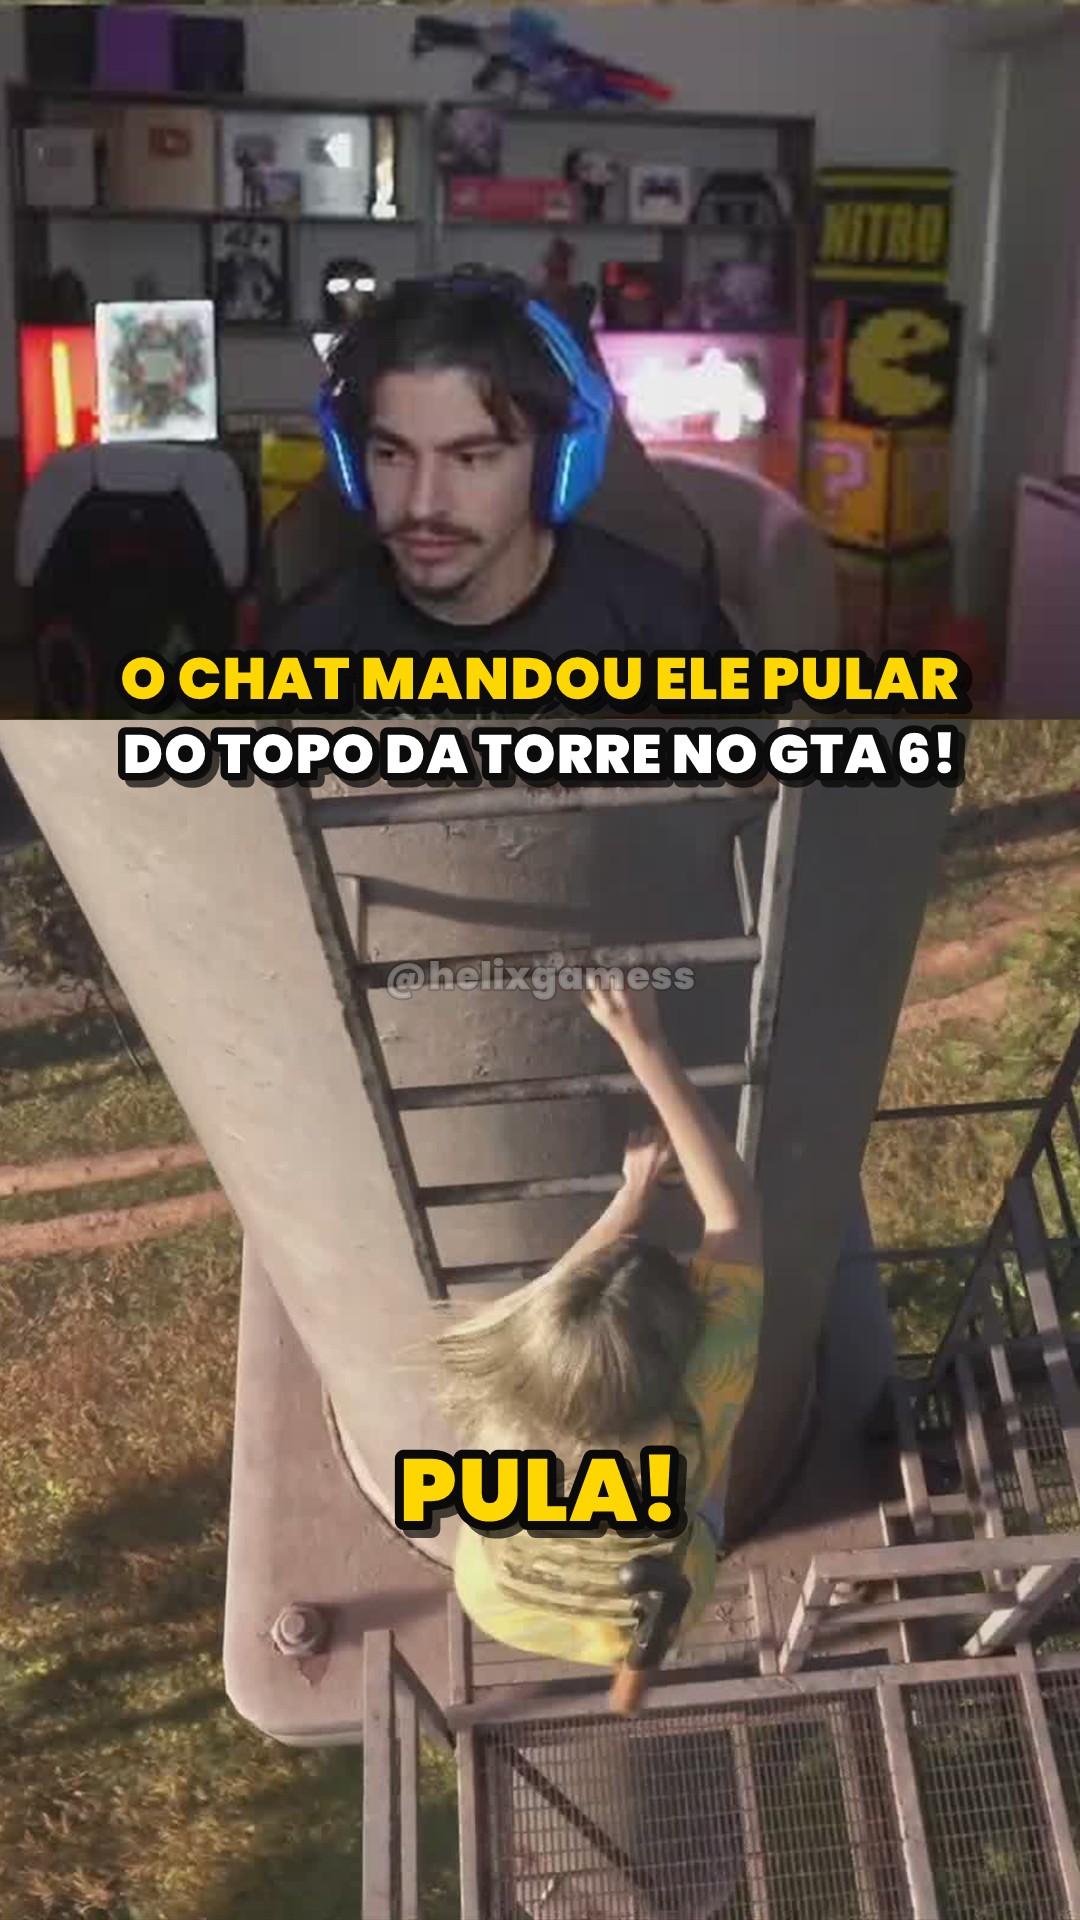 NITRO
?
O CHAT MANDOU ELE PULAR
DO TOPO DA TORRE NO GTA 6!
@helixgamess
PULA!